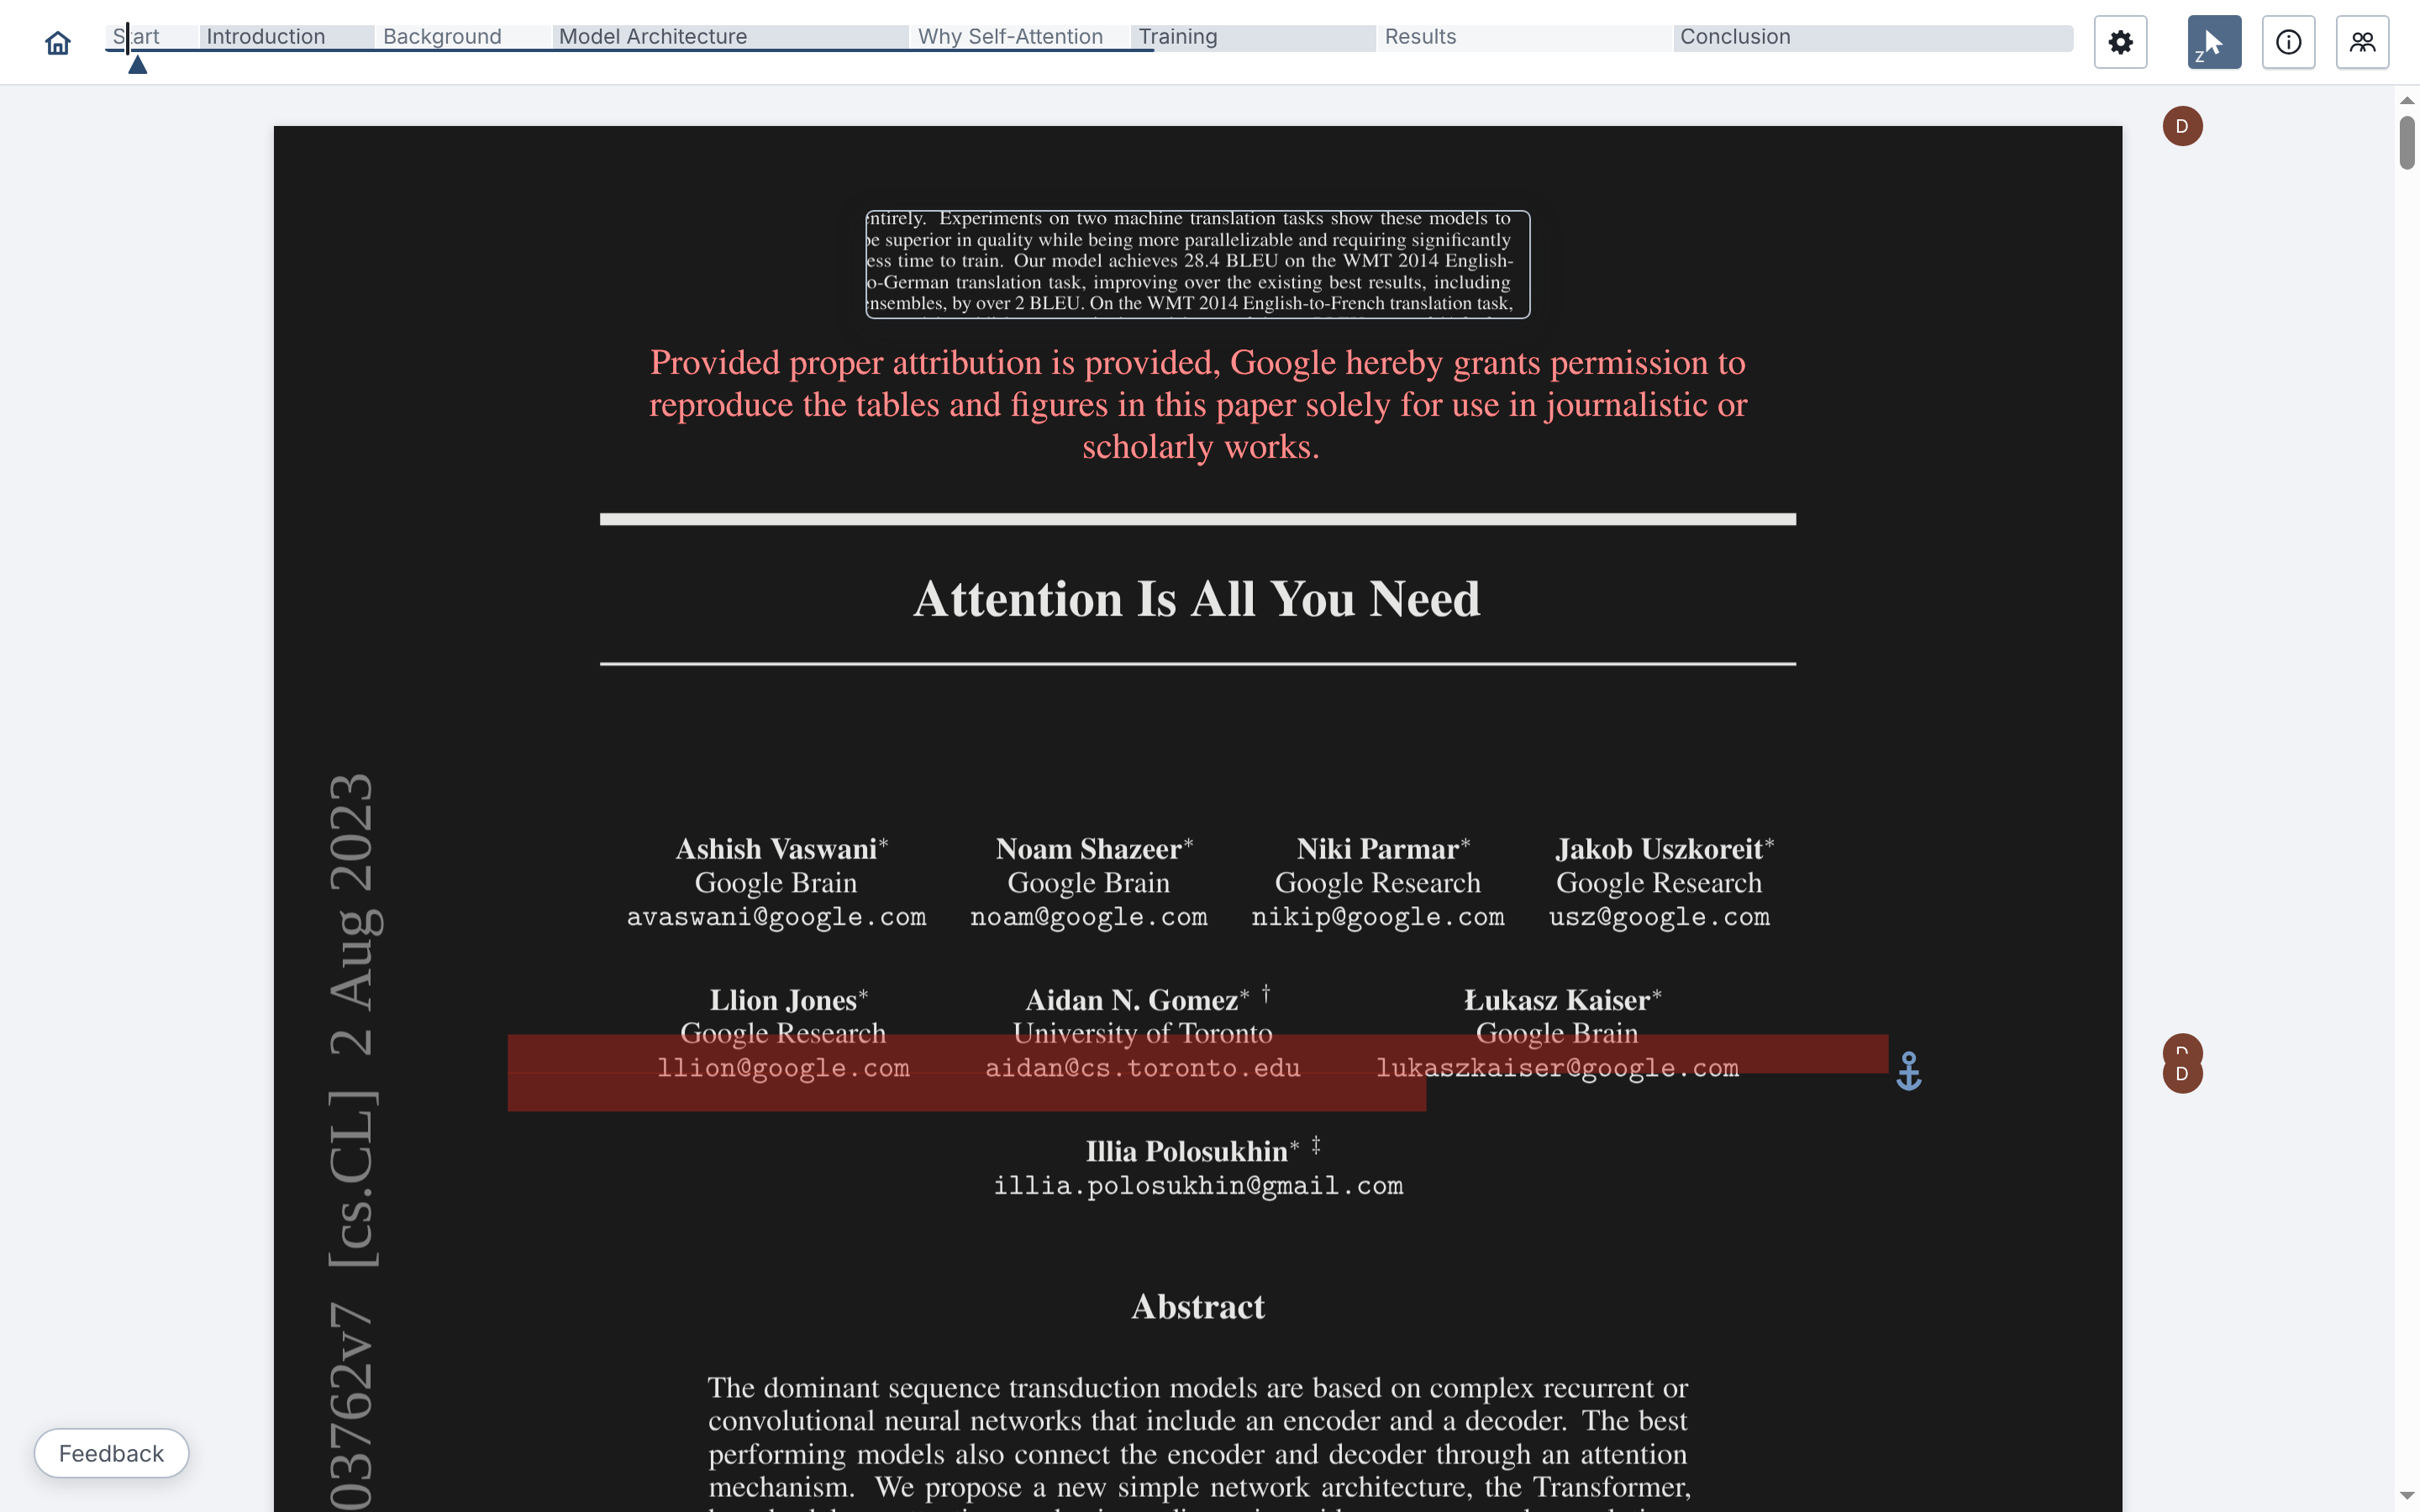 Start Introduction Background Model Architecture Why Self-Attention Training Results Conclusion
Z
D
entirely. Experiments on two machine translation tasks show these models to
be superior in quality while being more parallelizable and requiring significantly
ess time to train. Our model achieves 28.4 BLEU on the WMT 2014 English-
o-German translation task, improving over the existing best results, including
ensembles, by over 2 BLEU. On the WMT 2014 English-to-French translation task,
Provided proper attribution is provided, Google hereby grants permission to
reproduce the tables and figures in this paper solely for use in journalistic or
scholarly works.
Attention Is All You Need
Ashish Vaswani* Noam Shazeer* Niki Parmar* Jakob Uszkoreit*
Google Brain Google Brain Google Research Google Research
avaswani@google.com noam@google.com nikip@google.com usz@google.com
Llion Jones* Aidan N. Gomez* † Łukasz Kaiser*
Google Research University of Toronto Google Brain
llion@google.com aidan@cs.toronto.edu lukaszkaiser@google.com
D
Illia Polosukhin* ‡
illia.polosukhin@gmail.com
03762v7 [cs.CL] 2 Aug 2023
Abstract
The dominant sequence transduction models are based on complex recurrent or
convolutional neural networks that include an encoder and a decoder. The best
performing models also connect the encoder and decoder through an attention
mechanism. We propose a new simple network architecture, the Transformer,
Feedback